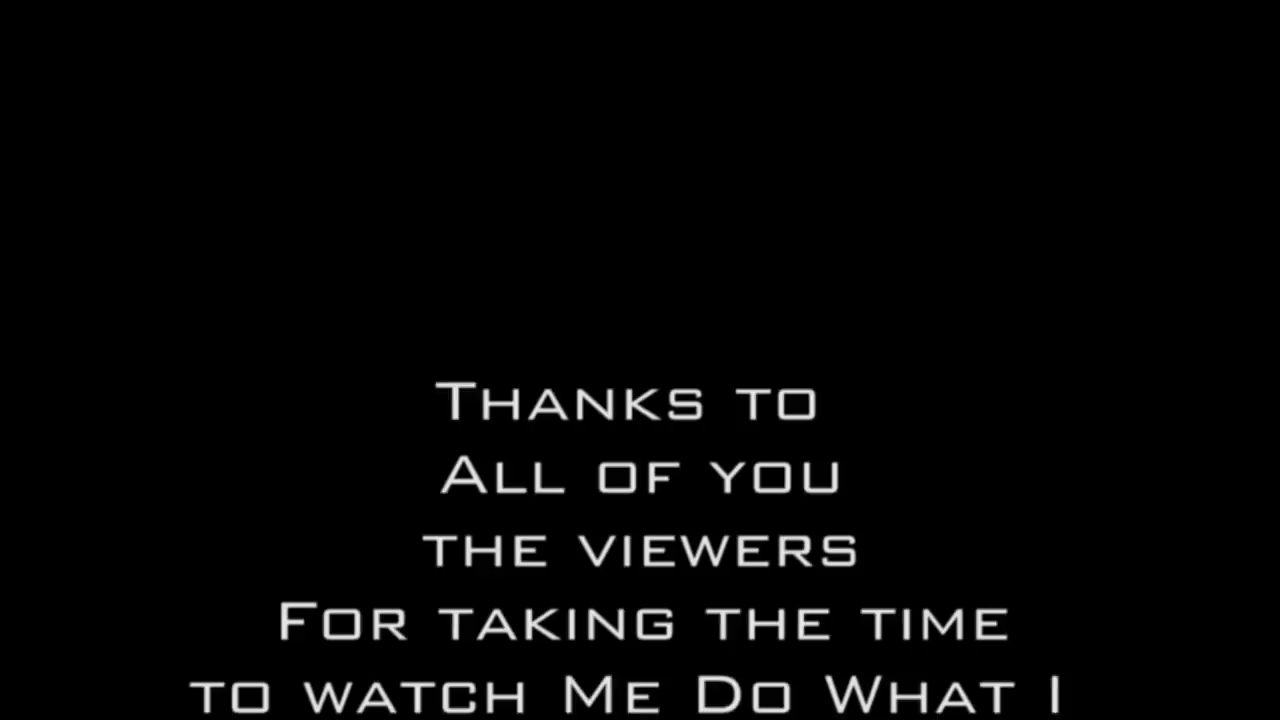 Thanks to
All of you
the viewers
For taking the time
to watch Me Do What I